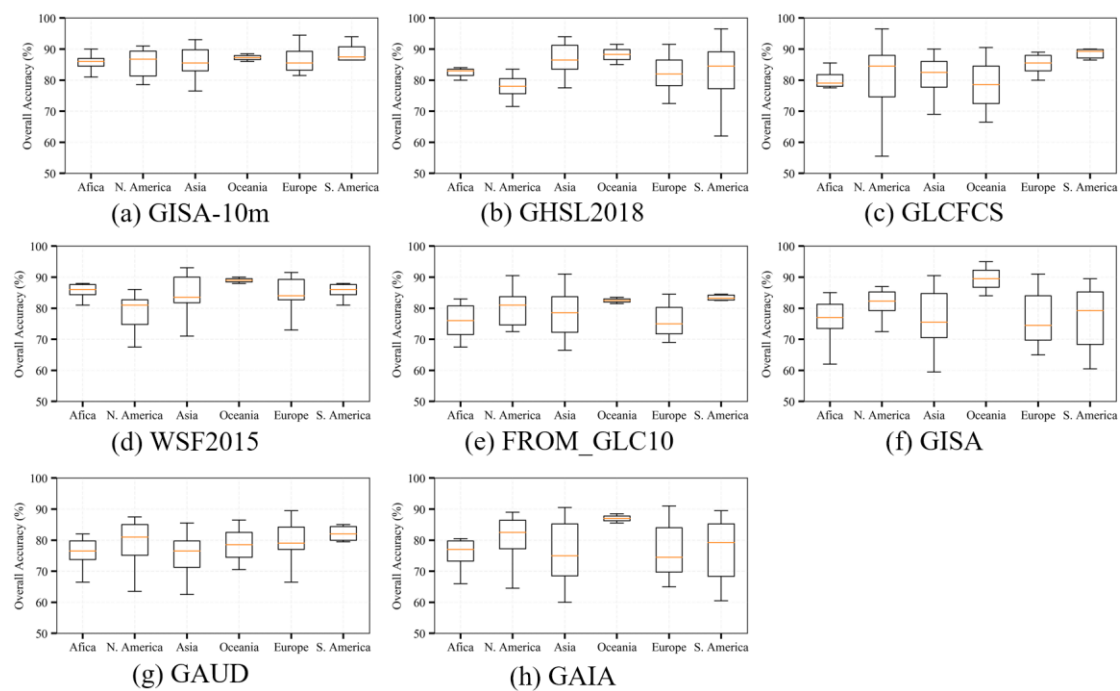 Overall Accuracy (%)
100
90
80
70
60
50
Afica N. America Asia Oceania Europe S. America
(a) GISA-10m
Overall Accuracy (%)
100
90
80
70
60
50
Afica N. America Asia Oceania Europe S. America
(b) GHSL2018
Overall Accuracy (%)
100
90
80
70
60
50
Afica N. America Asia Oceania Europe S. America
(c) GLCFCS
Overall Accuracy (%)
100
90
80
70
60
50
Afica N. America Asia Oceania Europe S. America
(d) WSF2015
Overall Accuracy (%)
100
90
80
70
60
50
Afica N. America Asia Oceania Europe S. America
(e) FROM_GLC10
Overall Accuracy (%)
100
90
80
70
60
50
Afica N. America Asia Oceania Europe S. America
(f) GISA
Overall Accuracy (%)
100
90
80
70
60
50
Afica N. America Asia Oceania Europe S. America
(g) GAUD
Overall Accuracy (%)
100
90
80
70
60
50
Afica N. America Asia Oceania Europe S. America
(h) GAIA